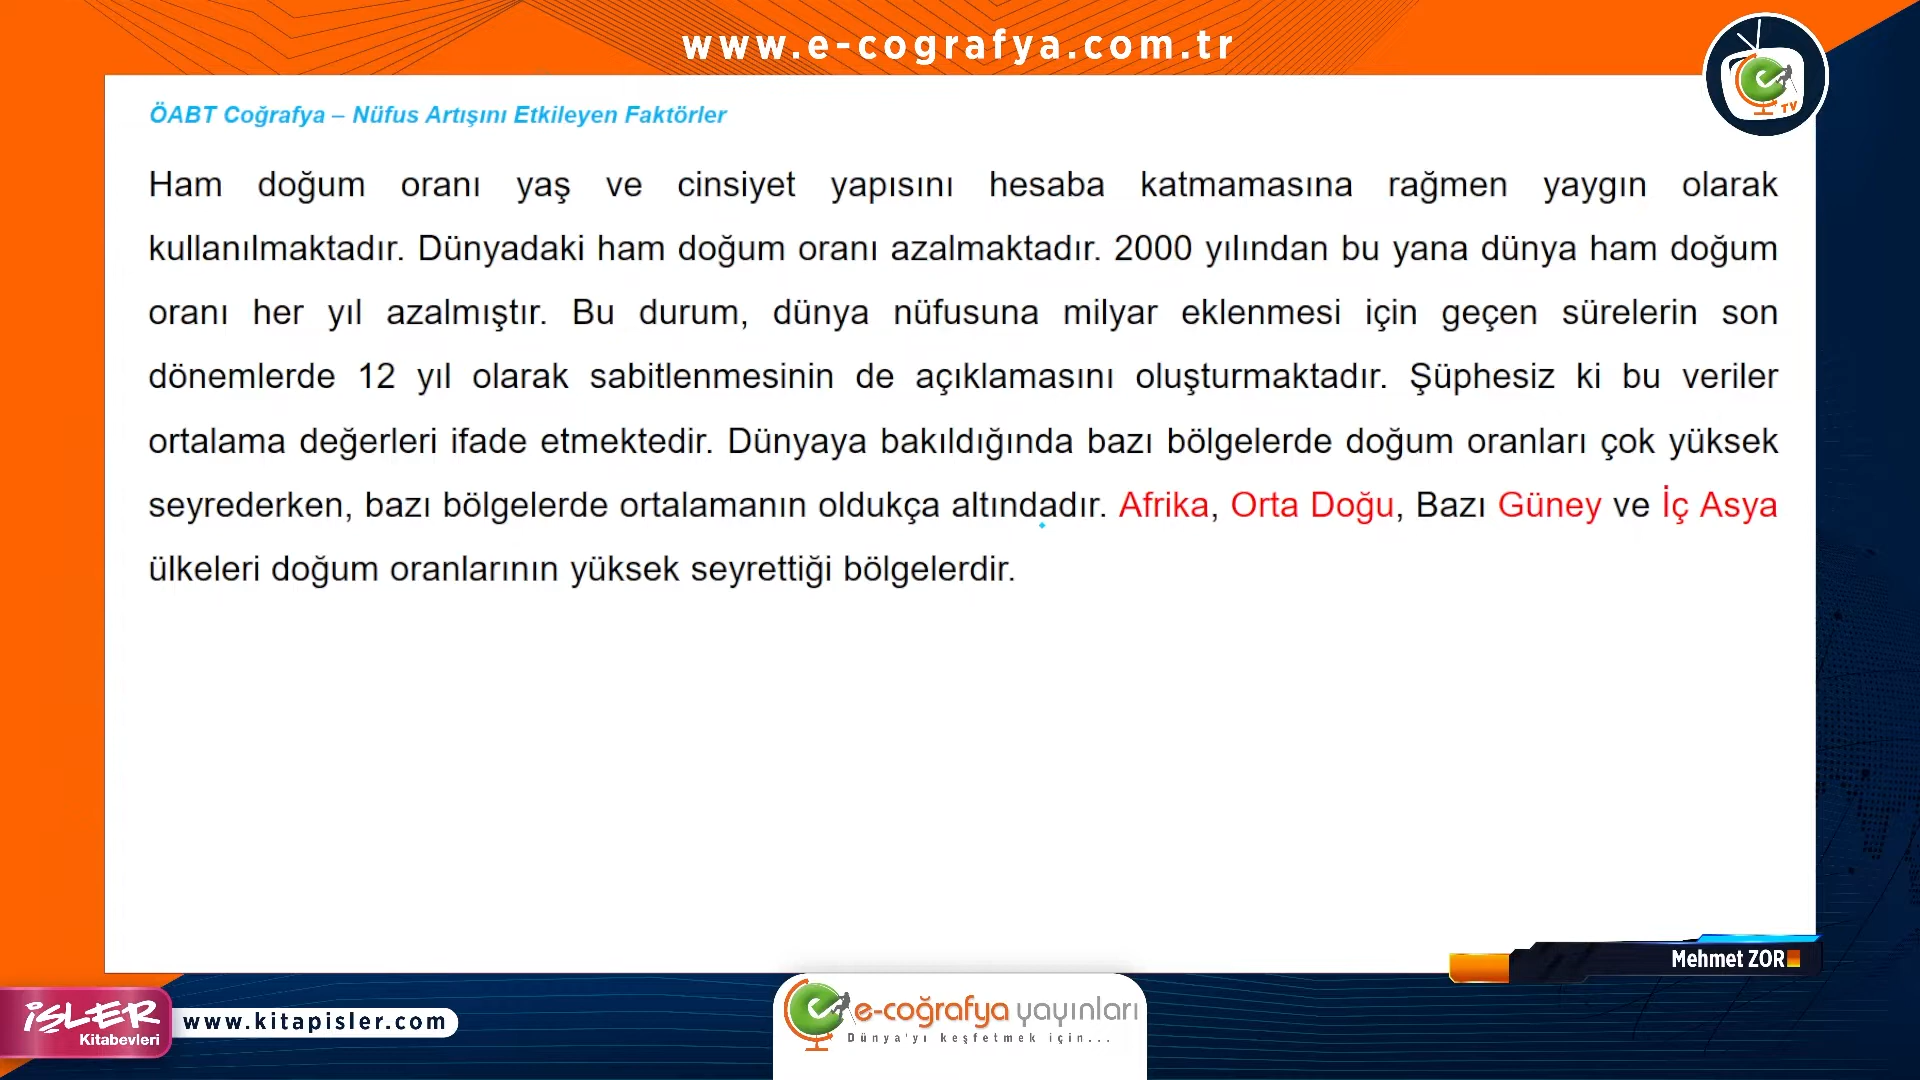 www.e-cografya.com.tr
TV
ÖABT Coğrafya – Nüfus Artışını Etkileyen Faktörler
Ham doğum oranı yaş ve cinsiyet yapısını hesaba katmamasına rağmen yaygın olarak
kullanılmaktadır. Dünyadaki ham doğum oranı azalmaktadır. 2000 yılından bu yana dünya ham doğum
oranı her yıl azalmıştır. Bu durum, dünya nüfusuna milyar eklenmesi için geçen sürelerin son
dönemlerde 12 yıl olarak sabitlenmesinin de açıklamasını oluşturmaktadır. Şüphesiz ki bu veriler
ortalama değerleri ifade etmektedir. Dünyaya bakıldığında bazı bölgelerde doğum oranları çok yüksek
seyrederken, bazı bölgelerde ortalamanın oldukça altındadır. Afrika, Orta Doğu, Bazı Güney ve İç Asya
ülkeleri doğum oranlarının yüksek seyrettiği bölgelerdir.
Mehmet ZOR
İŞLER
Kitabevleri
www.kitapisler.com
e-coğrafya yayınları
Dünya'yı keşfetmek için...